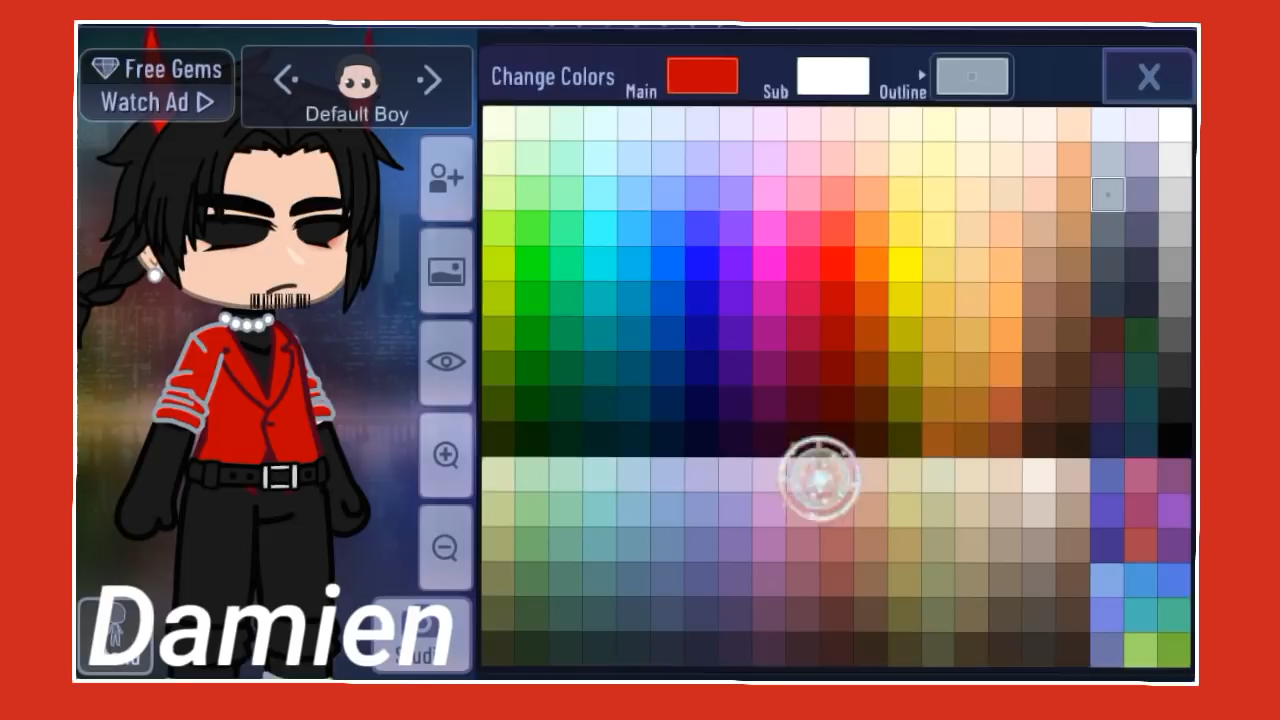 Free Gems
Watch Ad
Default Boy
Change Colors
Main
Sub
Outline
X
Damien